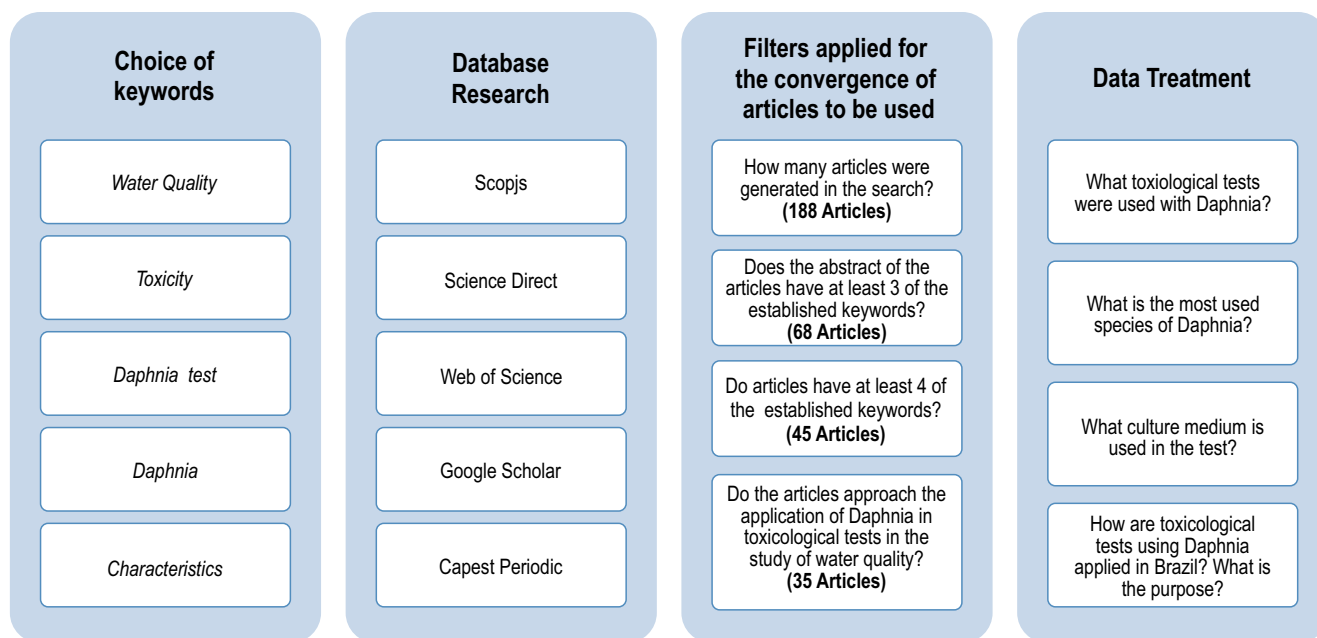 Choice of
keywords
Water Quality
Toxicity
Daphnia test
Daphnia
Characteristics
Database
Research
Scopjs
Science Direct
Web of Science
Google Scholar
Capest Periodic
Filters applied for
the convergence of
articles to be used
How many articles were
generated in the search?
(188 Articles)
Does the abstract of the
articles have at least 3 of the
established keywords?
(68 Articles)
Do articles have at least 4 of
the established keywords?
(45 Articles)
Do the articles approach the
application of Daphnia in
toxicological tests in the
study of water quality?
(35 Articles)
Data Treatment
What toxiological tests
were used with Daphnia?
What is the most used
species of Daphnia?
What culture medium is
used in the test?
How are toxicological
tests using Daphnia
applied in Brazil? What is
the purpose?